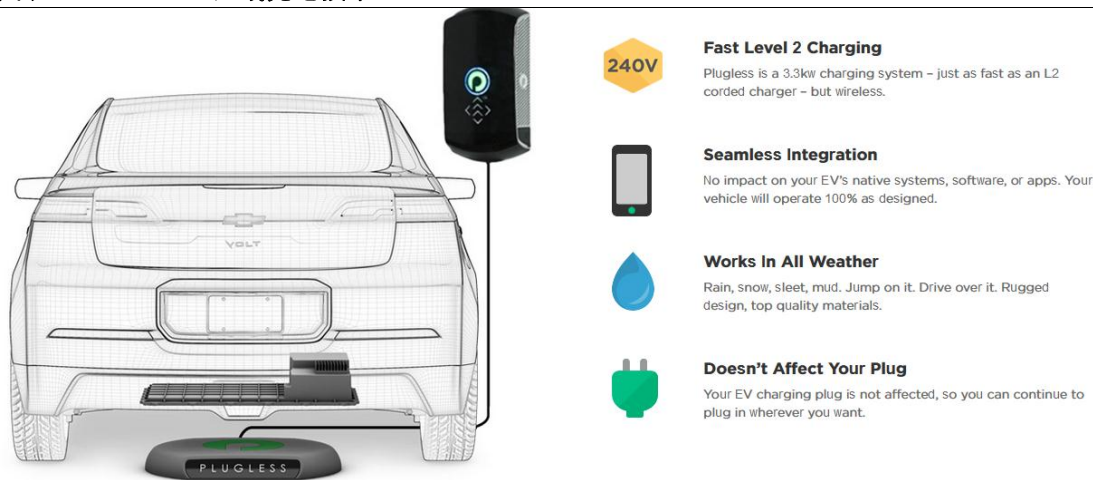 240V
Fast Level 2 Charging
Plugless is a 3.3kw charging system – just as fast as an L2
corded charger – but wireless.
Seamless Integration
No impact on your EV's native systems, software, or apps. Your
vehicle will operate 100% as designed.
Works In All Weather
Rain, snow, sleet, mud. Jump on it. Drive over it. Rugged
design, top quality materials.
Doesn't Affect Your Plug
Your EV charging plug is not affected, so you can continue to
plug in wherever you want.
VOLT
PLUGLESS